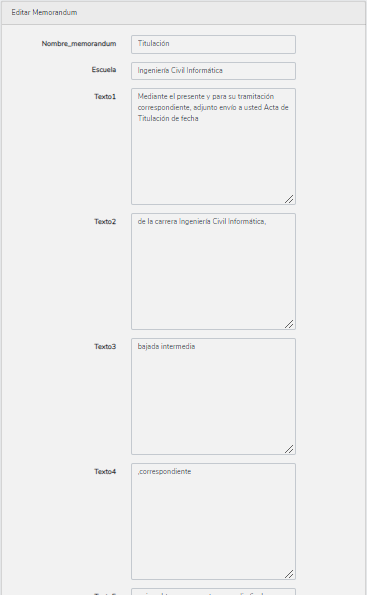 Editar Memorandum
Nombre_memorandum Titulación
Escuela Ingeniería Civil Informática
Texto1 Mediante el presente y para su tramitación
correspondiente, adjunto envío a usted Acta de
Titulación de fecha
Texto2 de la carrera Ingeniería Civil Informática,
Texto3 bajada intermedia
Texto4 ,correspondiente